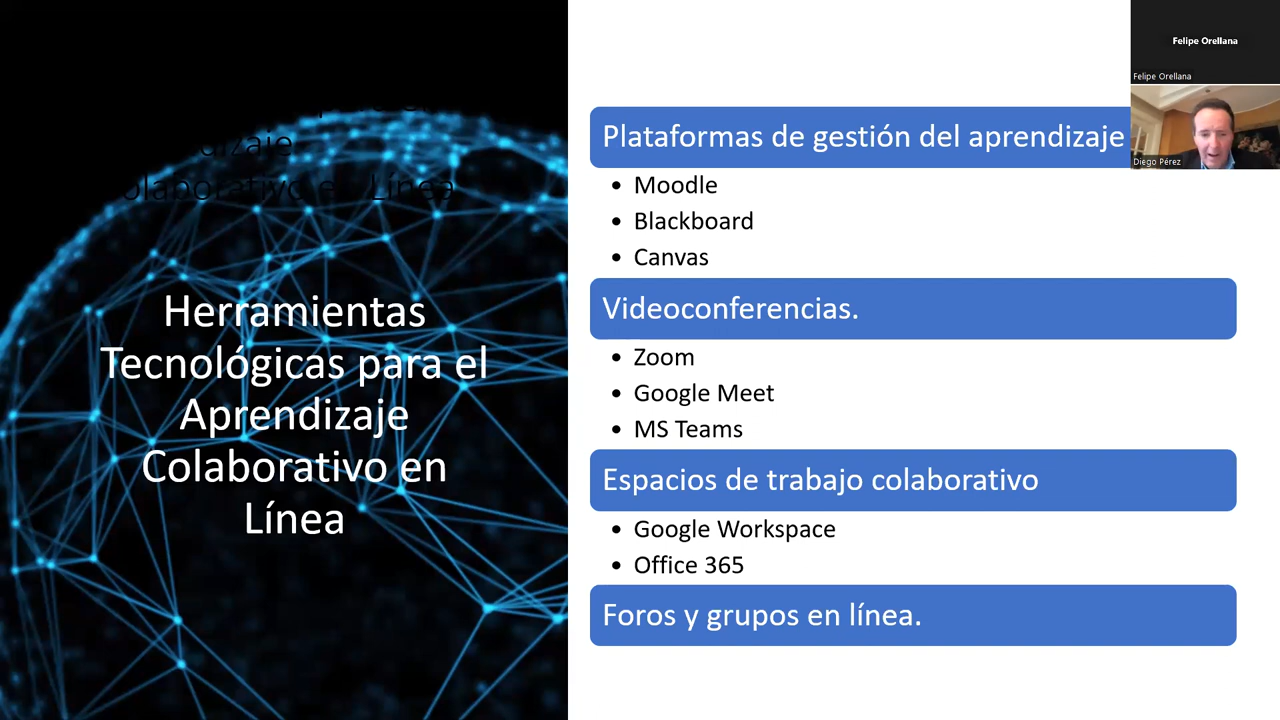 Herramientas
Tecnológicas para el
Aprendizaje
Colaborativo en
Línea
Plataformas de gestión del aprendizaje
• Moodle
• Blackboard
• Canvas
Videoconferencias.
• Zoom
• Google Meet
• MS Teams
Espacios de trabajo colaborativo
• Google Workspace
• Office 365
Foros y grupos en línea.
Felipe Orellana
Felipe Orellana
Diego Pérez